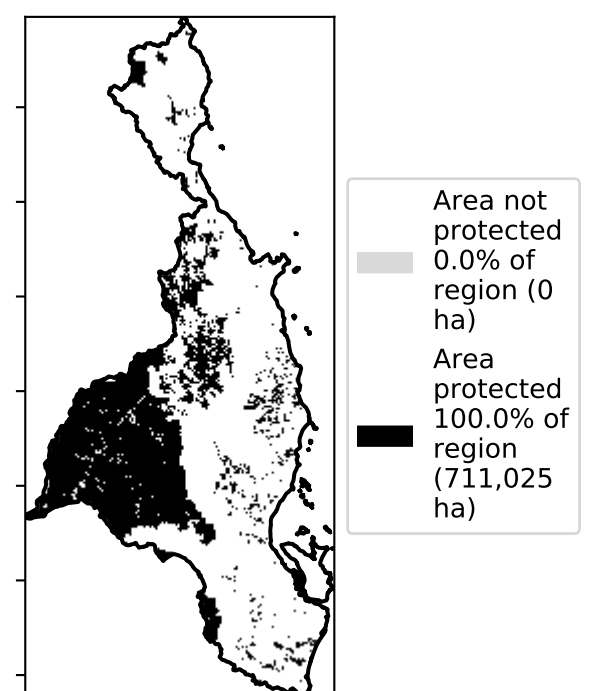 Area not
protected
0.0% of
region (0
ha)
Area
protected
100.0% of
region
(711,025
ha)